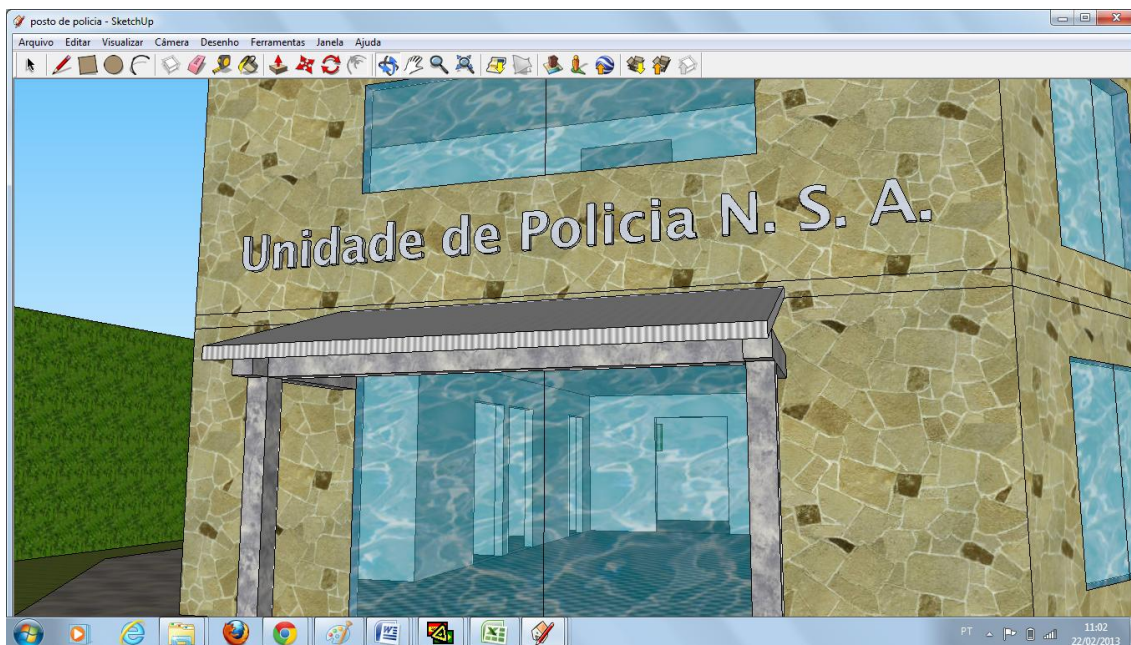 posto de policia - SketchUp
Arquivo Editar Visualizar Câmera Desenho Ferramentas Janela Ajuda
Unidade de Policia N. S. A.
PT
11:02
22/02/2013